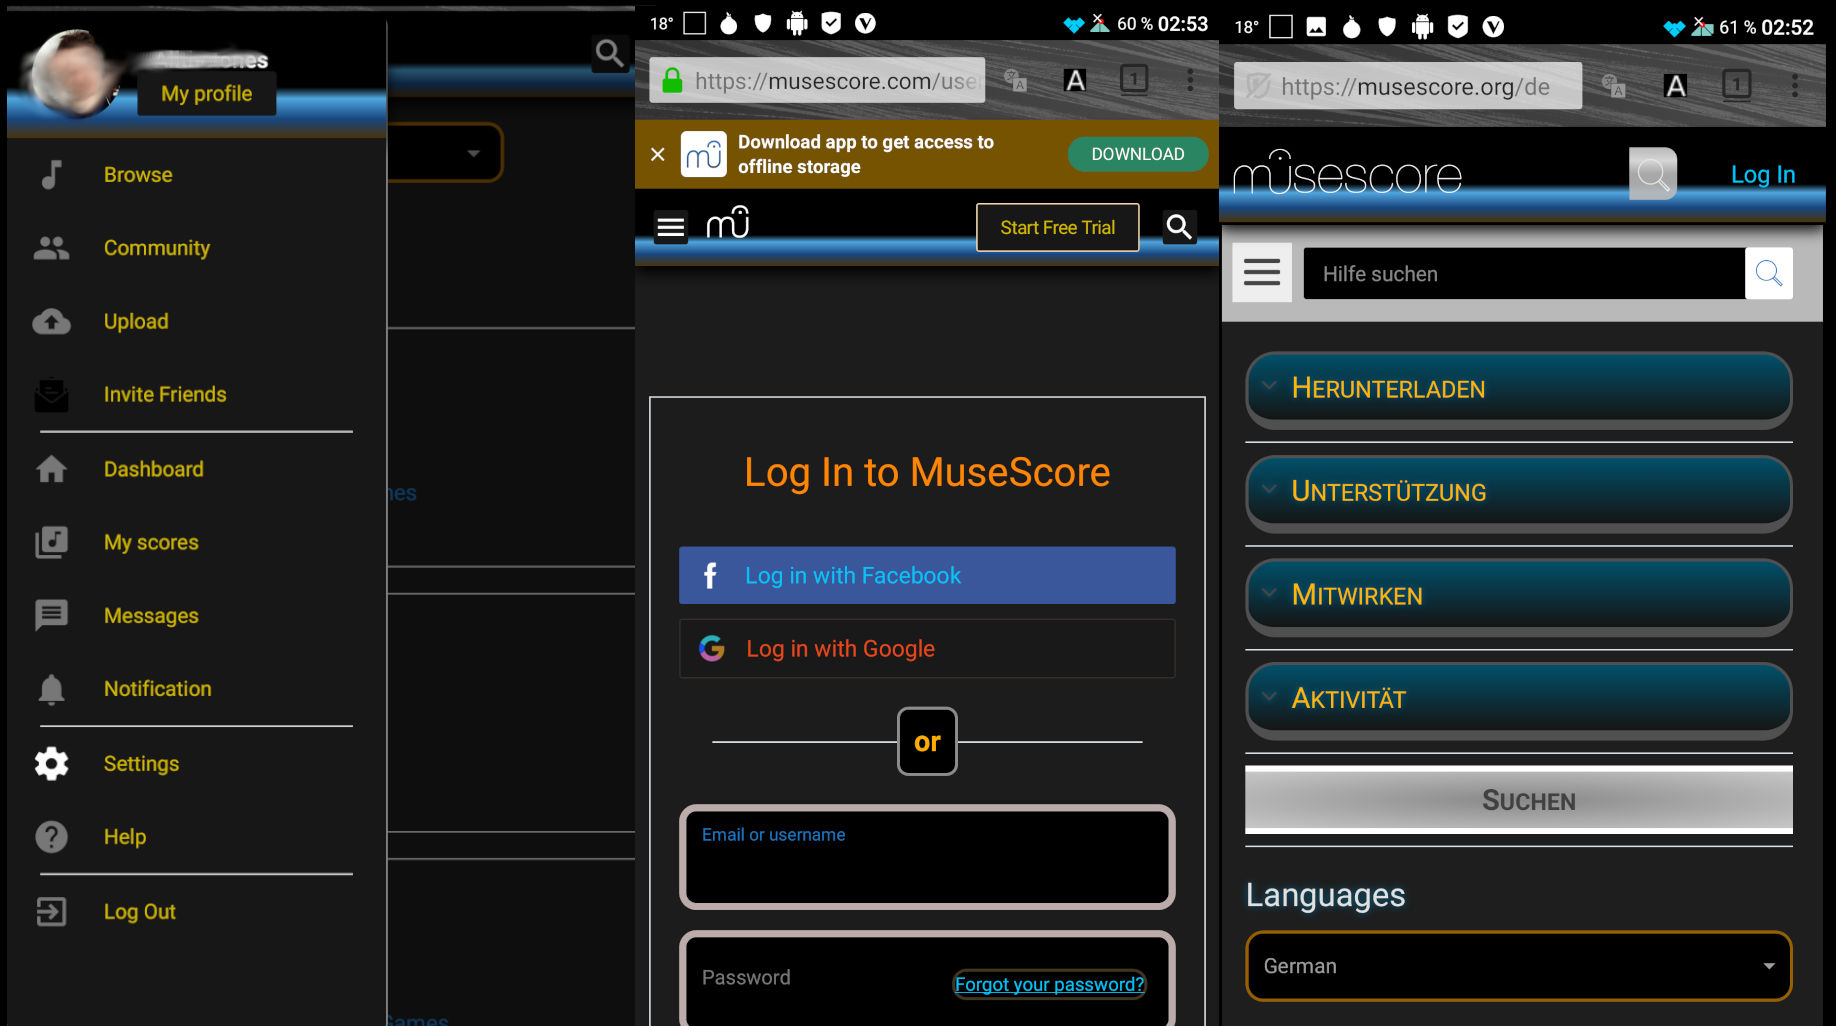 My profile
Browse
Community
Upload
Invite Friends
Dashboard
My scores
Messages
Notification
Settings
Help
Log Out
18° 60 % 02:53
https://musescore.com/use
1
Download app to get access to
offline storage
DOWNLOAD
Start Free Trial
Log In to MuseScore
Log in with Facebook
Log in with Google
or
Email or username
Password
Forgot your password?
18° 61 % 02:52
https://musescore.org/de
1
musescore
Log In
Hilfe suchen
HERUNTERLADEN
UNTERSTÜTZUNG
MITWIRKEN
AKTIVITÄT
SUCHEN
Languages
German